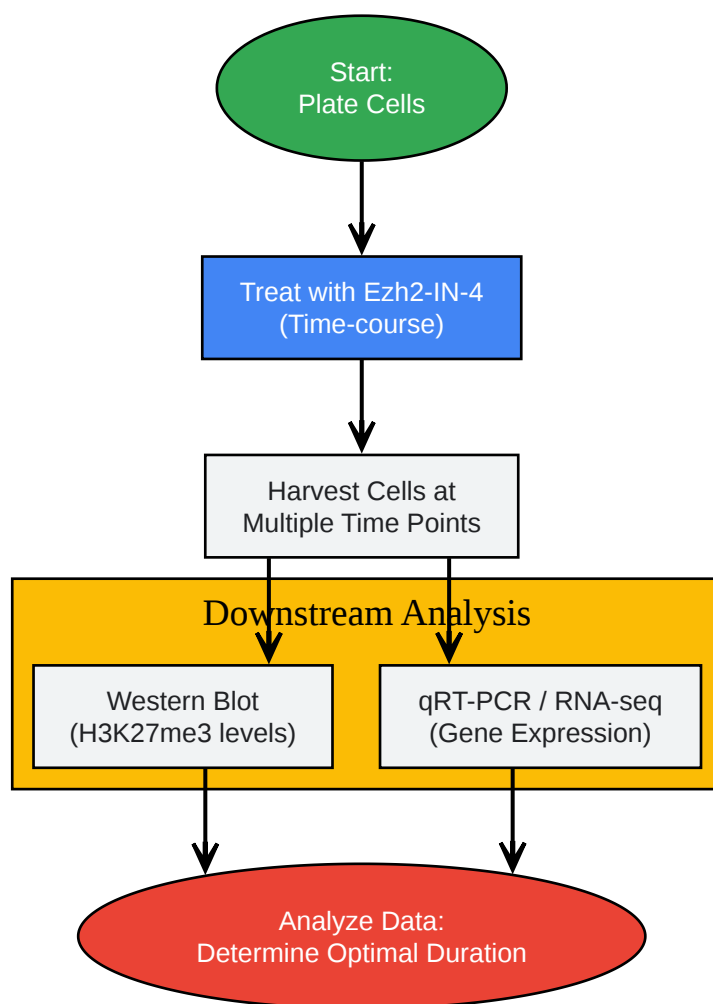 Start:
Plate Cells
Treat with Ezh2-IN-4
(Time-course)
Harvest Cells at
Multiple Time Points
Downstream Analysis
Western Blot
(H3K27me3 levels)
qRT-PCR / RNA-seq
(Gene Expression)
Analyze Data:
Determine Optimal Duration